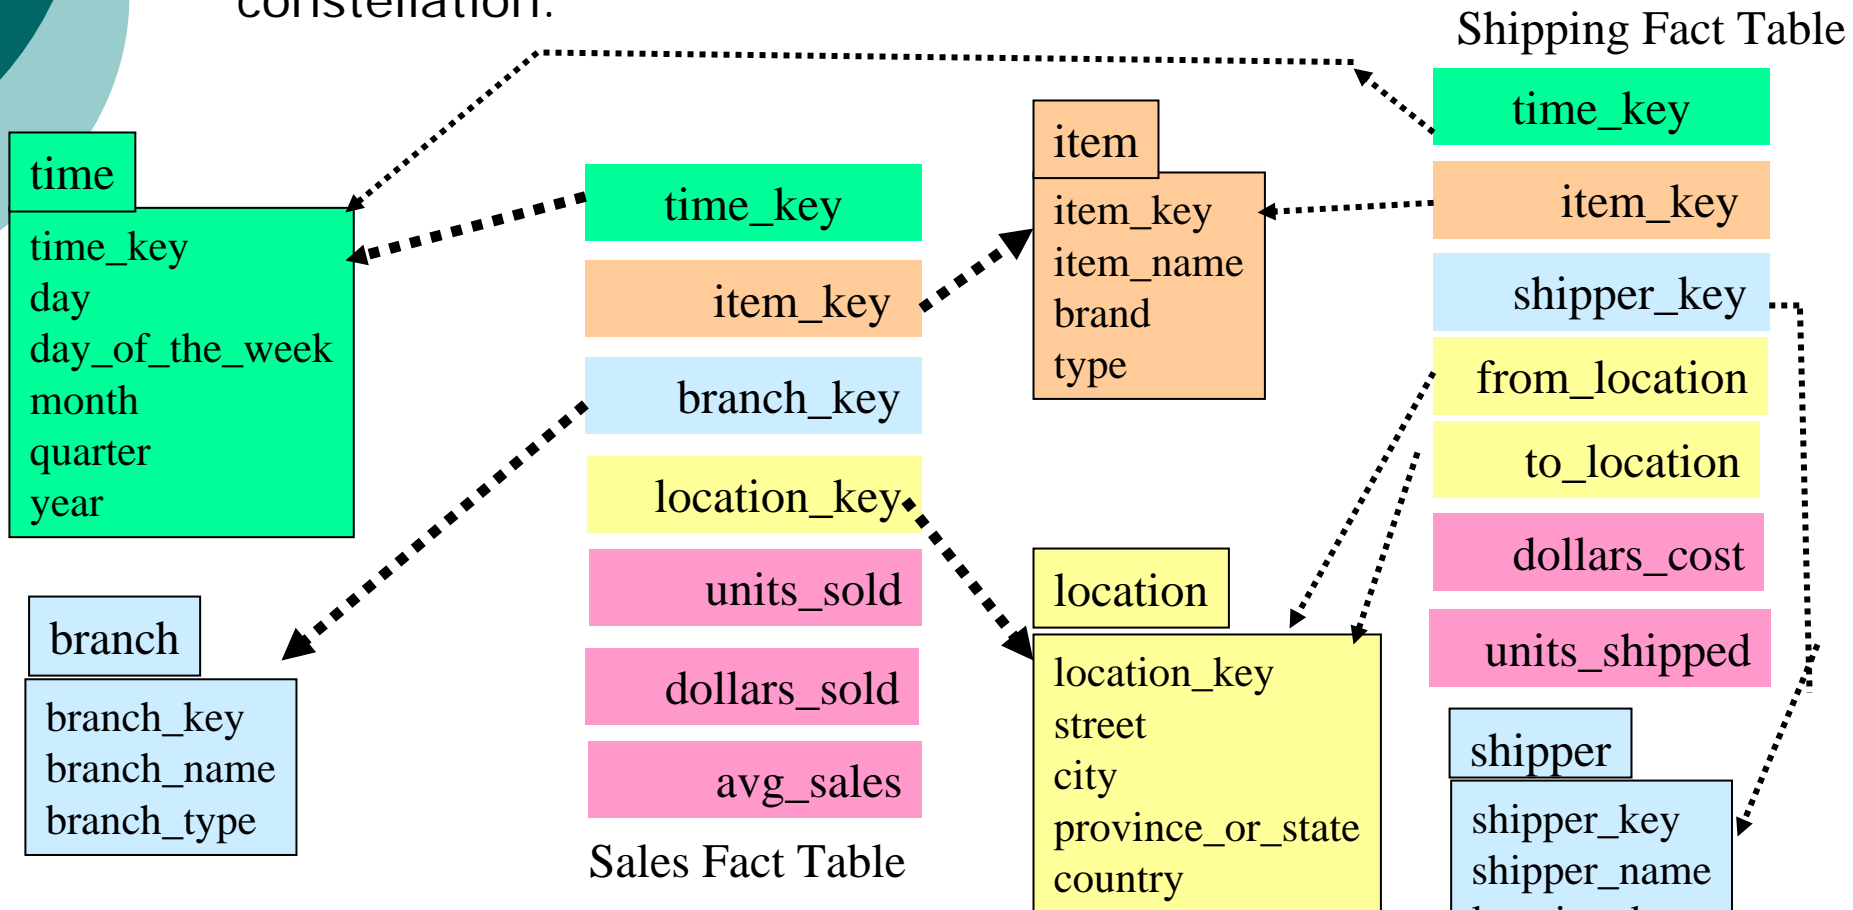 constellation.
Shipping Fact Table
time
time_key
day
day_of_the_week
month
quarter
year
branch
branch_key
branch_name
branch_type
time_key
item_key
branch_key
location_key
units_sold
dollars_sold
avg_sales
Sales Fact Table
item
item_key
item_name
brand
type
location
location_key
street
city
province_or_state
country
time_key
item_key
shipper_key
from_location
to_location
dollars_cost
units_shipped
shipper
shipper_key
shipper_name